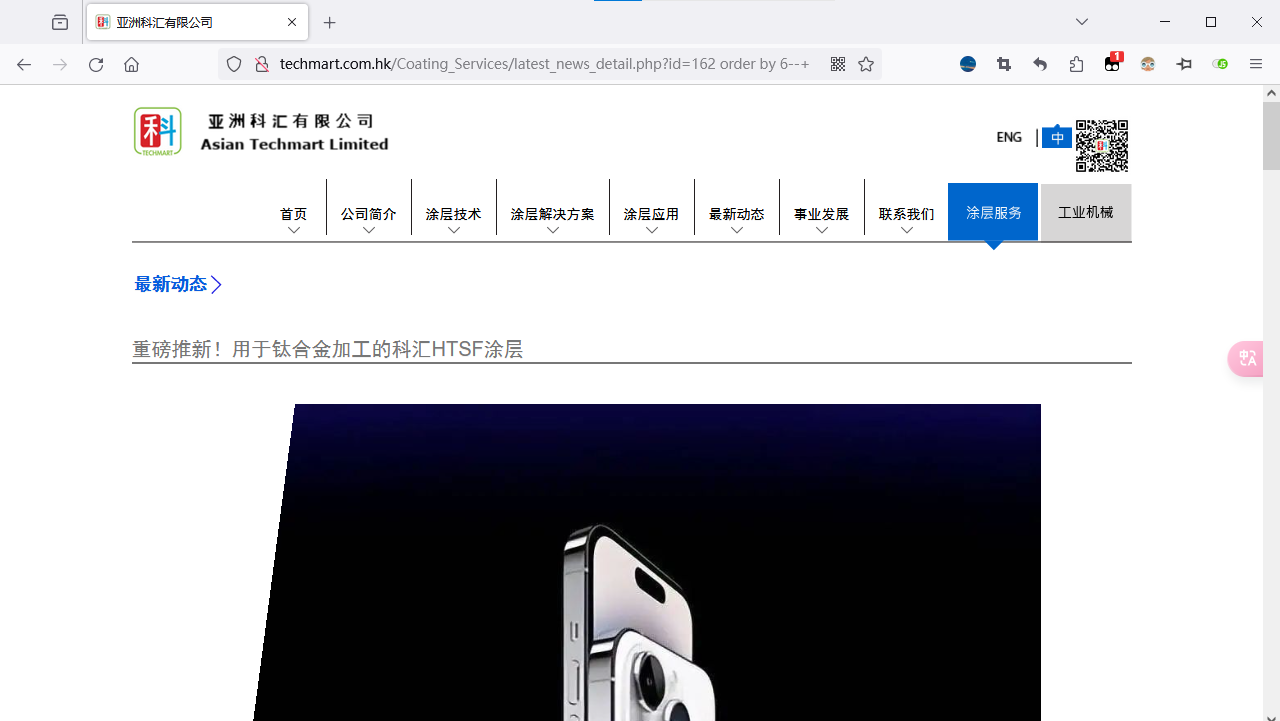 亚洲科汇有限公司
techmart.com.hk/Coating_Services/latest_news_detail.php?id=162 order by 6--+
1
科
TECHMART
亚洲科汇有限公司
Asian Techmart Limited
ENG | 中
首页 公司简介 涂层技术 涂层解决方案 涂层应用 最新动态 事业发展 联系我们 涂层服务 工业机械
最新动态
重磅推新！用于钛合金加工的科汇HTSF涂层
中A